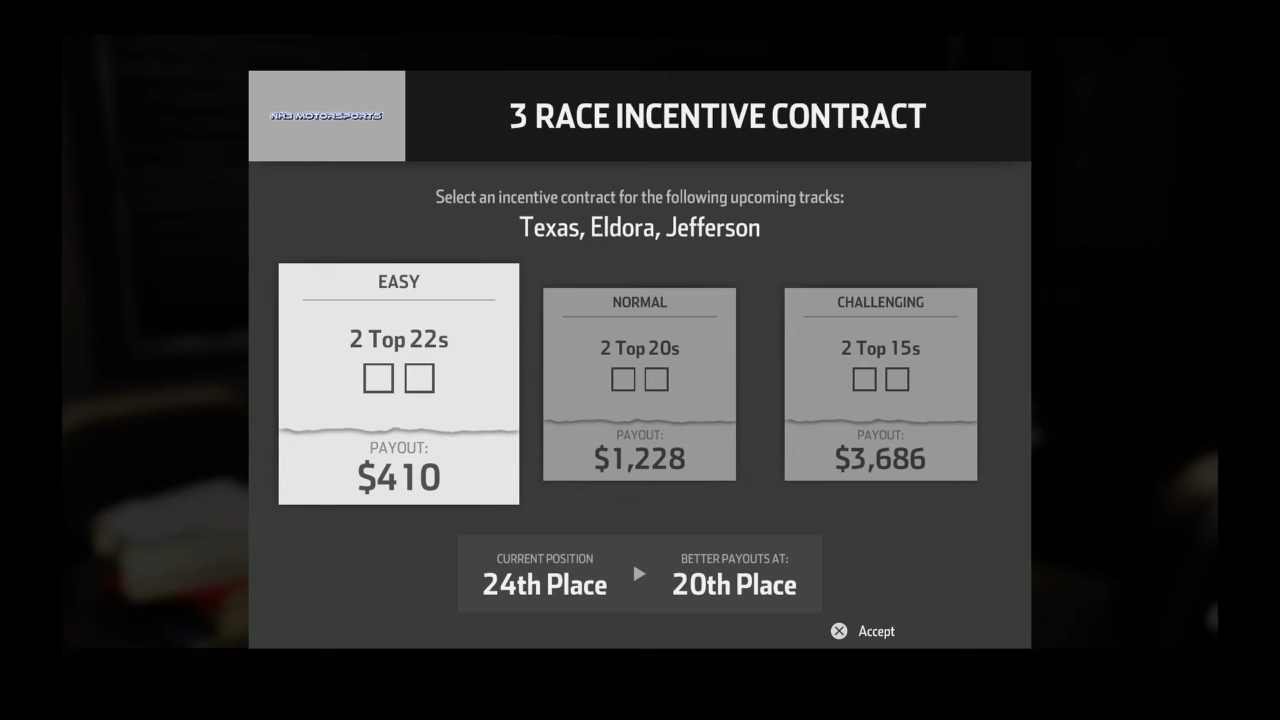 NH3 MOTORSPORTS
3 RACE INCENTIVE CONTRACT
Select an incentive contract for the following upcoming tracks:
Texas, Eldora, Jefferson
EASY
2 Top 22s
PAYOUT:
$410
NORMAL
2 Top 20s
PAYOUT:
$1,228
CHALLENGING
2 Top 15s
PAYOUT:
$3,686
CURRENT POSITION
24th Place
BETTER PAYOUTS AT:
20th Place
Accept